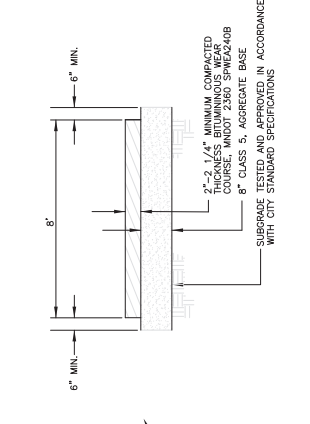 6" MIN.
8'
6" MIN.
2"-2 1/4" MINIMUM COMPACTED
THICKNESS BITUMININOUS WEAR
COURSE, MNDOT 2360 SPWEA240B
8" CLASS 5, AGGREGATE BASE
SUBGRADE TESTED AND APPROVED IN ACCORDANCE
WITH CITY STANDARD SPECIFICATIONS